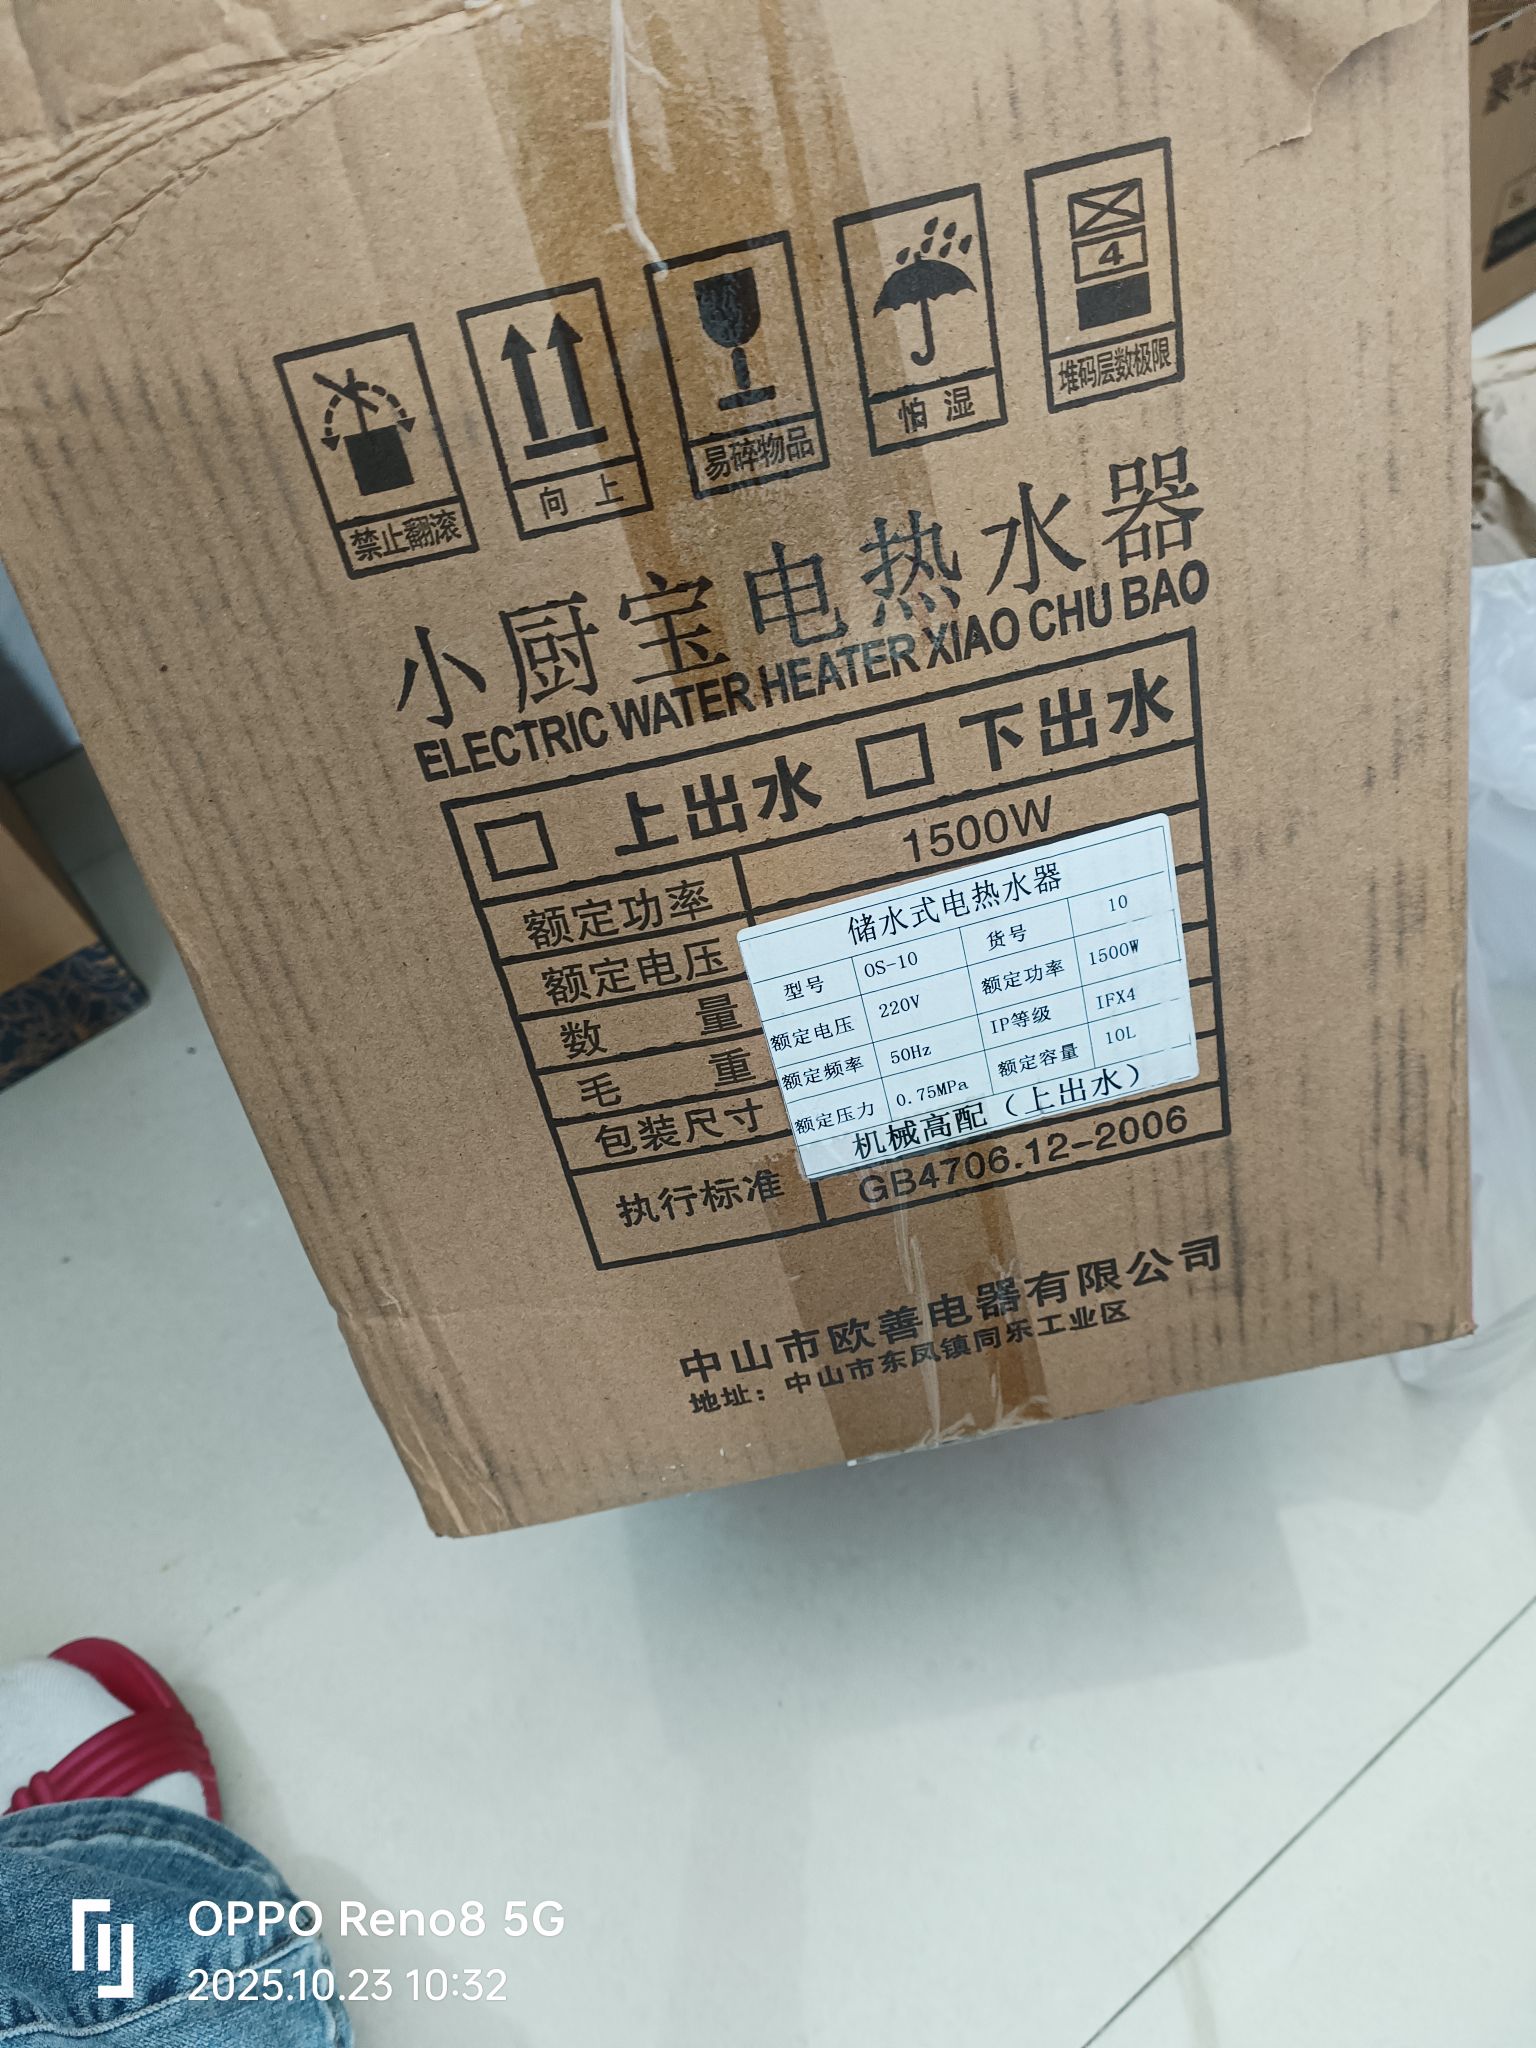 4
禁止翻滚
向上
易碎物品
怕湿
堆码层数极限
小厨宝电热水器
ELECTRIC WATER HEATER XIAO CHU BAO
上出水 下出水
额定功率 1500W
额定电压
数量
毛重
包装尺寸
执行标准 GB4706.12-2006
储水式电热水器
型号 OS-10 货号 10
额定电压 220V 额定功率 1500W
额定频率 50Hz IP等级 IFX4
额定压力 0.75MPa 额定容量 10L
机械高配（上出水）
中山市欧善电器有限公司
地址：中山市东凤镇同乐工业区
OPPO Reno8 5G
2025.10.23 10:32